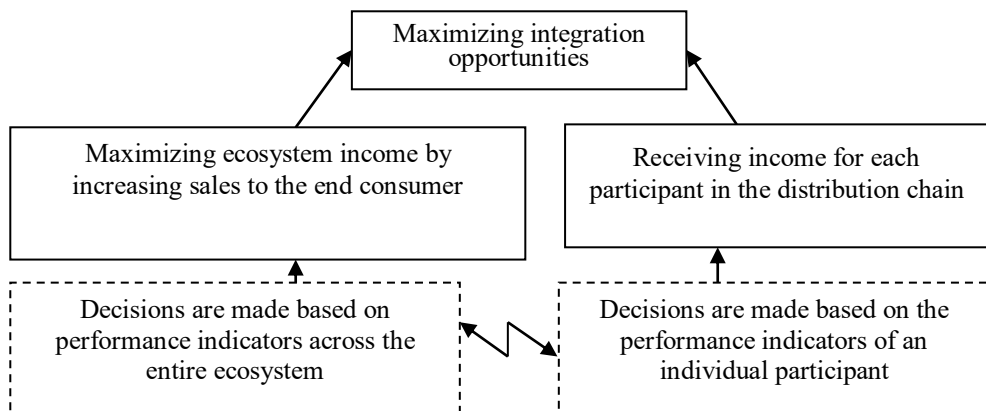 Maximizing integration
opportunities
Maximizing ecosystem income by
increasing sales to the end consumer
Receiving income for each
participant in the distribution chain
Decisions are made based on
performance indicators across the
entire ecosystem
Decisions are made based on the
performance indicators of an
individual participant